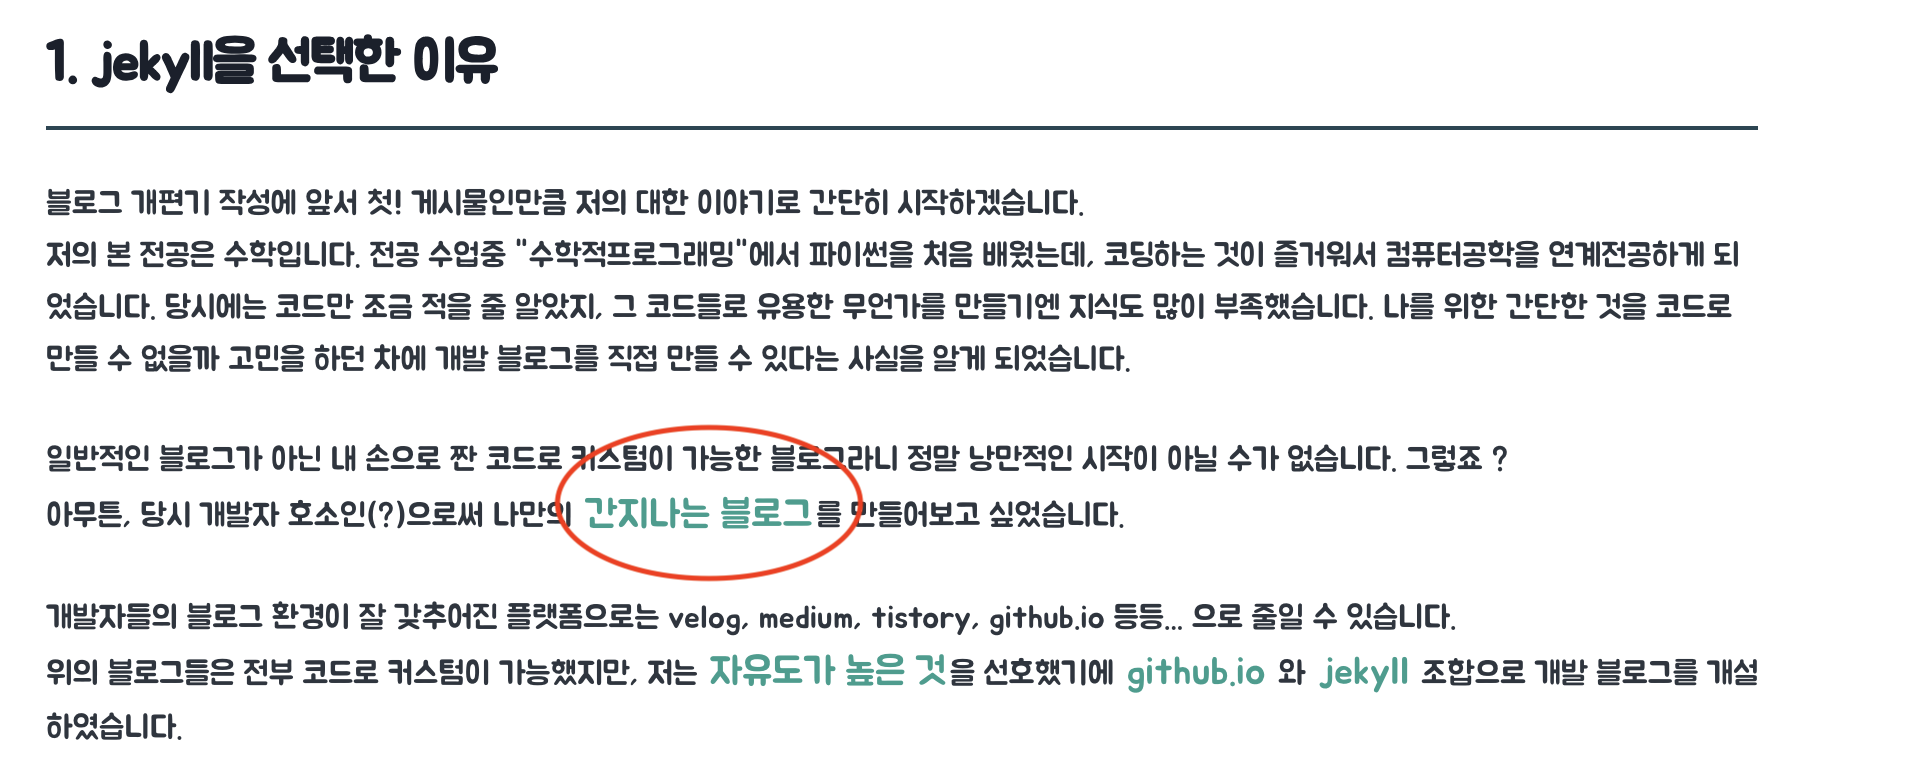 1. jekyll을 선택한 이유
블로그 개편기 작성에 앞서 첫! 게시물인만큼 저의 대한 이야기로 간단히 시작하겠습니다.
저의 본 전공은 수학입니다. 전공 수업중 "수학적프로그래밍"에서 파이썬을 처음 배웠는데, 코딩하는 것이 즐거워서 컴퓨터공학을 연계전공하게 되
었습니다. 당시에는 코드만 조금 적을 줄 알았지, 그 코드들로 유용한 무언가를 만들기엔 지식도 많이 부족했습니다. 나를 위한 간단한 것을 코드로
만들 수 없을까 고민을 하던 차에 개발 블로그를 직접 만들 수 있다는 사실을 알게 되었습니다.
일반적인 블로그가 아닌 내 손으로 짠 코드로 커스텀이 가능한 블로그라니 정말 낭만적인 시작이 아닐 수가 없습니다. 그렇죠 ?
아무튼, 당시 개발자 호소인(?)으로써 나만의 간지나는 블로그를 만들어보고 싶었습니다.
개발자들의 블로그 환경이 잘 갖추어진 플랫폼으로는 velog, medium, tistory, github.io 등등... 으로 줄일 수 있습니다.
위의 블로그들은 전부 코드로 커스텀이 가능했지만, 저는 자유도가 높은 것을 선호했기에 github.io 와 jekyll 조합으로 개발 블로그를 개설
하였습니다.